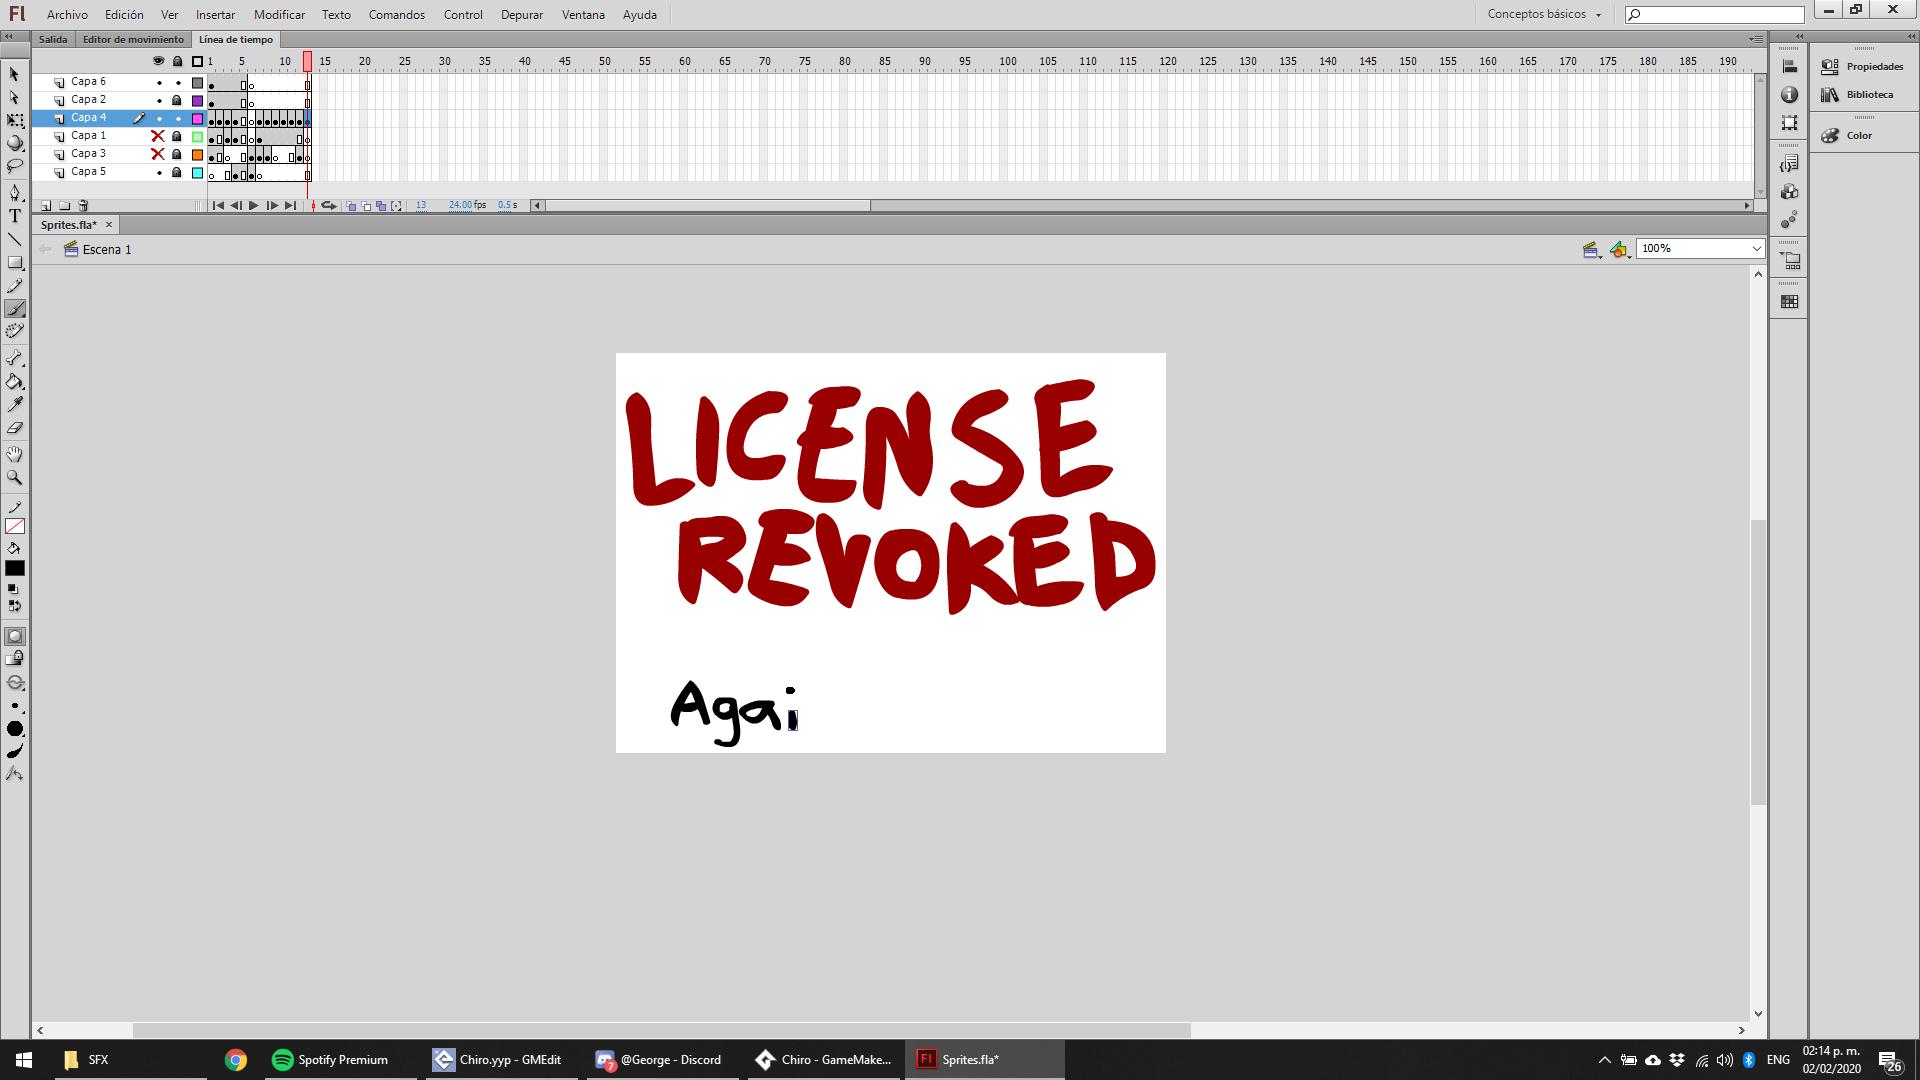 Fl Archivo Edición Ver Insertar Modificar Texto Comandos Control Depurar Ventana Ayuda Conceptos básicos
Salida Editor de movimiento Línea de tiempo
1 5 10 15 20 25 30 35 40 45 50 55 60 65 70 75 80 85 90 95 100 105 110 115 120 125 130 135 140 145 150 155 160 165 170 175 180 185 190
Capa 6
Capa 2
Capa 4
Capa 1
Capa 3
Capa 5
13 24.00 fps 0.5 s
Sprites.fla* ×
Escena 1 100%
Propiedades
Biblioteca
Color
LICENSE
REVOKED
Agai
SFX Spotify Premium Chiro.yyp - GMEdit 7 @George - Discord Chiro - GameMake... Fl Sprites.fla* ENG 02:14 p. m.
02/02/2020 26